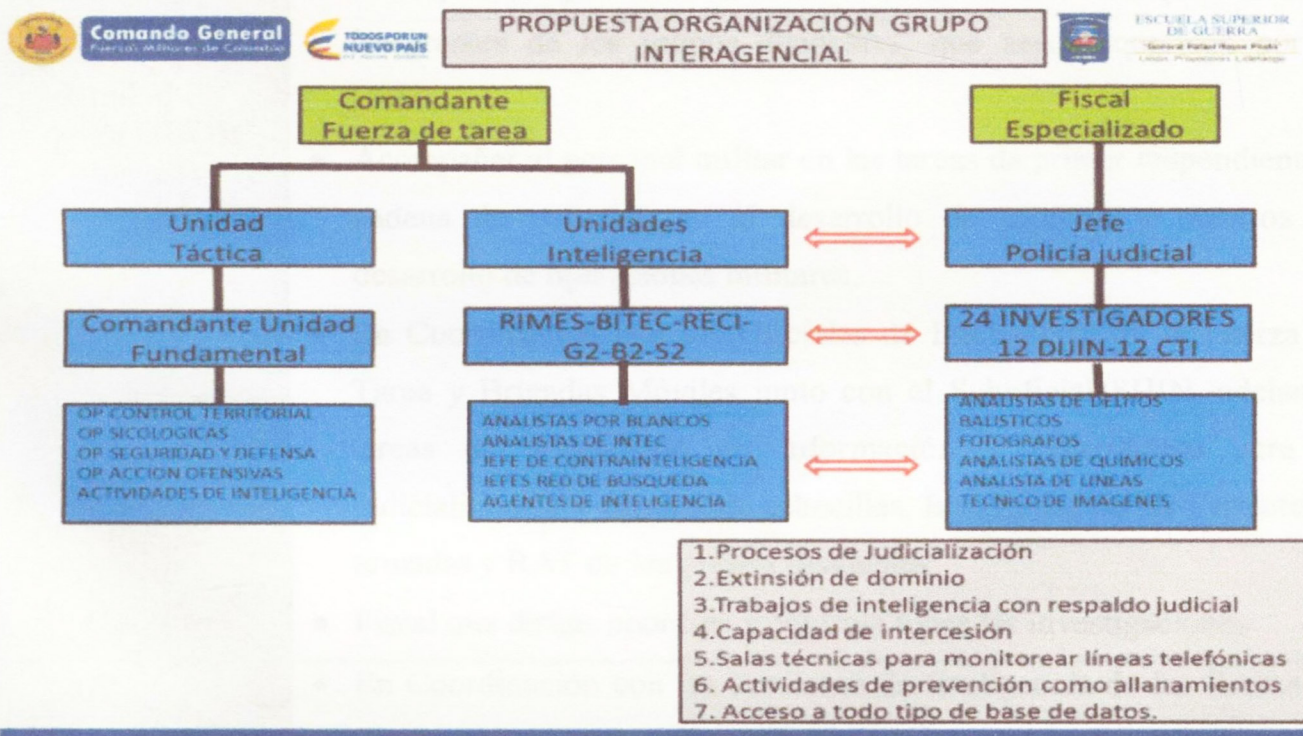 Comando General
Fuerzas Militares de Colombia
TODOS POR UN
NUEVO PAÍS
PROPUESTA ORGANIZACIÓN GRUPO
INTERAGENCIAL
ESCUELA SUPERIOR
DE GUERRA
"General Rafael Reyes Prieto"
Comandante
Fuerza de tarea
Fiscal
Especializado
Unidad
Táctica
Unidades
Inteligencia
Jefe
Policía judicial
Comandante Unidad
Fundamental
RIMES-BITEC-RECI-
G2-B2-S2
24 INVESTIGADORES
12 DIJIN-12 CTI
OP CONTROL TERRITORIAL
OP SICOLOGICAS
OP SEGURIDAD Y DEFENSA
OP ACCION OFENSIVAS
ACTIVIDADES DE INTELIGENCIA
ANALISTAS POR BLANCOS
ANALISTAS DE INTEC
JEFE DE CONTRAINTELIGENCIA
JEFES RED DE BUSQUEDA
AGENTES DE INTELIGENCIA
ANALISTAS DE DELITOS
BALISTICOS
FOTOGRAFOS
ANALISTAS DE QUÍMICOS
ANALISTA DE LINEAS
TECNICO DE IMAGENES
1.Procesos de Judicialización
2.Extinsión de dominio
3.Trabajos de inteligencia con respaldo judicial
4.Capacidad de intercesión
5.Salas técnicas para monitorear líneas telefónicas
6. Actividades de prevención como allanamientos
7. Acceso a todo tipo de base de datos.